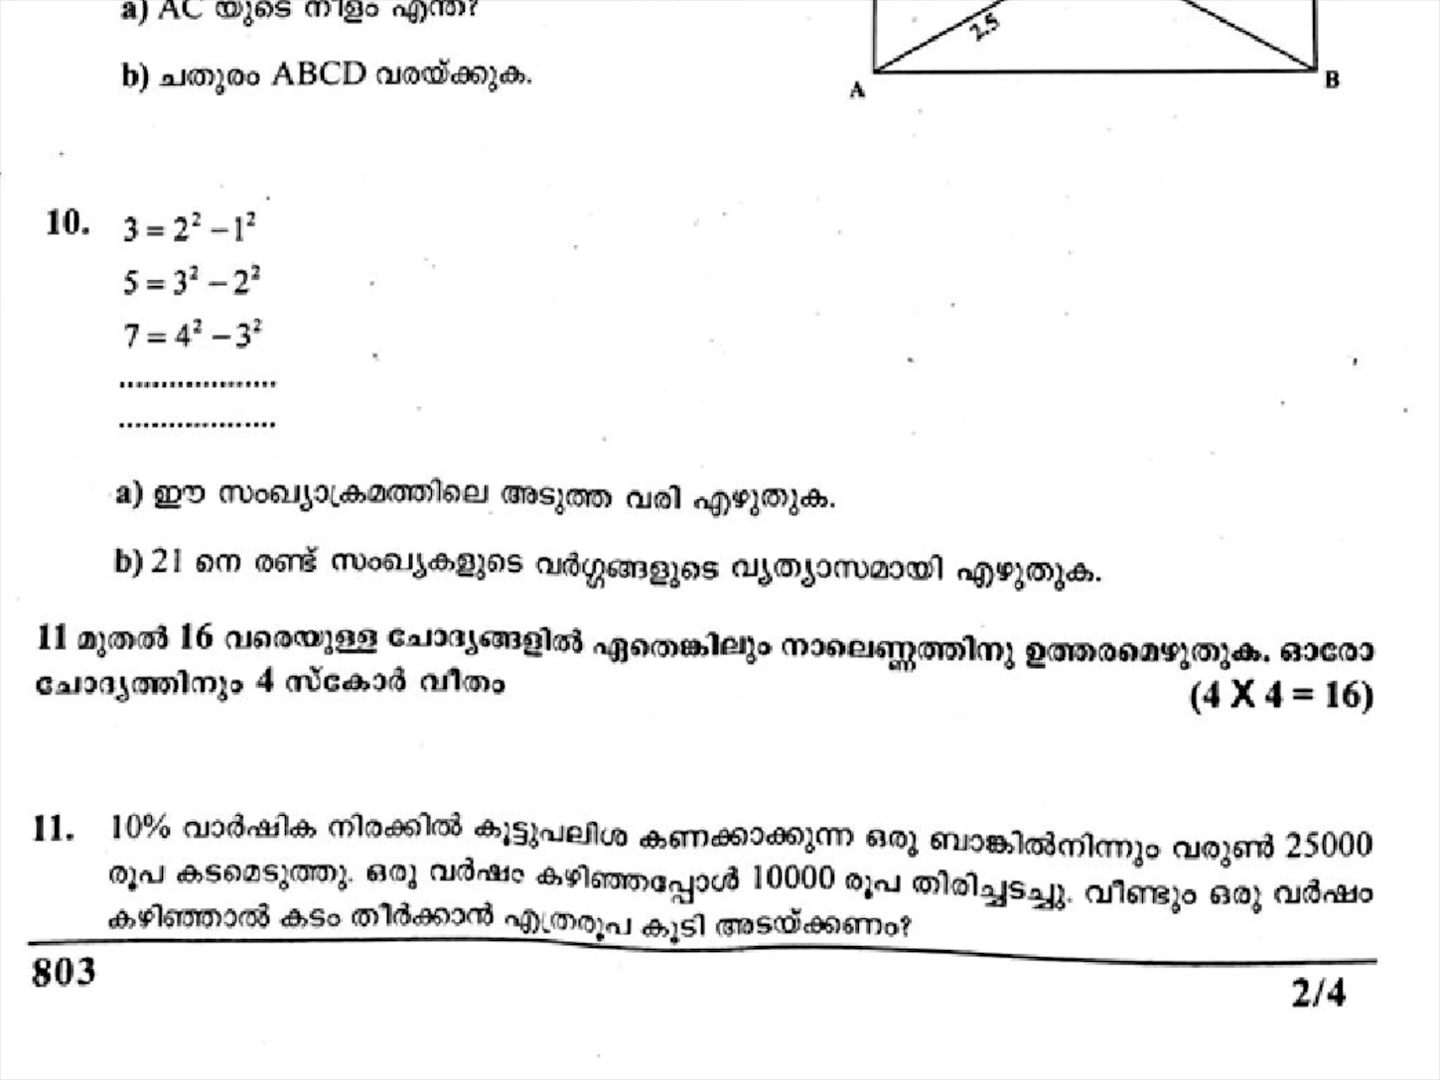 a) AC യുടെ നീളം എന്ത്?
2.5
b) ചതുരം ABCD വരയ്ക്കുക.
A
B
10. 3 = 2² – 1²
5 = 3² – 2²
7 = 4² – 3²
....................
....................
a) ഈ സംഖ്യാക്രമത്തിലെ അടുത്ത വരി എഴുതുക.
b) 21 നെ രണ്ട് സംഖ്യകളുടെ വർഗ്ഗങ്ങളുടെ വ്യത്യാസമായി എഴുതുക.
11 മുതൽ 16 വരെയുള്ള ചോദ്യങ്ങളിൽ ഏതെങ്കിലും നാലെണ്ണത്തിനു ഉത്തരമെഴുതുക. ഓരോ
ചോദ്യത്തിനും 4 സ്കോർ വീതം (4 X 4 = 16)
11. 10% വാർഷിക നിരക്കിൽ കൂട്ടുപലിശ കണക്കാക്കുന്ന ഒരു ബാങ്കിൽനിന്നും വരുൺ 25000
രൂപ കടമെടുത്തു. ഒരു വർഷം കഴിഞ്ഞപ്പോൾ 10000 രൂപ തിരിച്ചടച്ചു. വീണ്ടും ഒരു വർഷം
കഴിഞ്ഞാൽ കടം തീർക്കാൻ എത്രരൂപ കൂടി അടയ്ക്കണം?
803
2/4